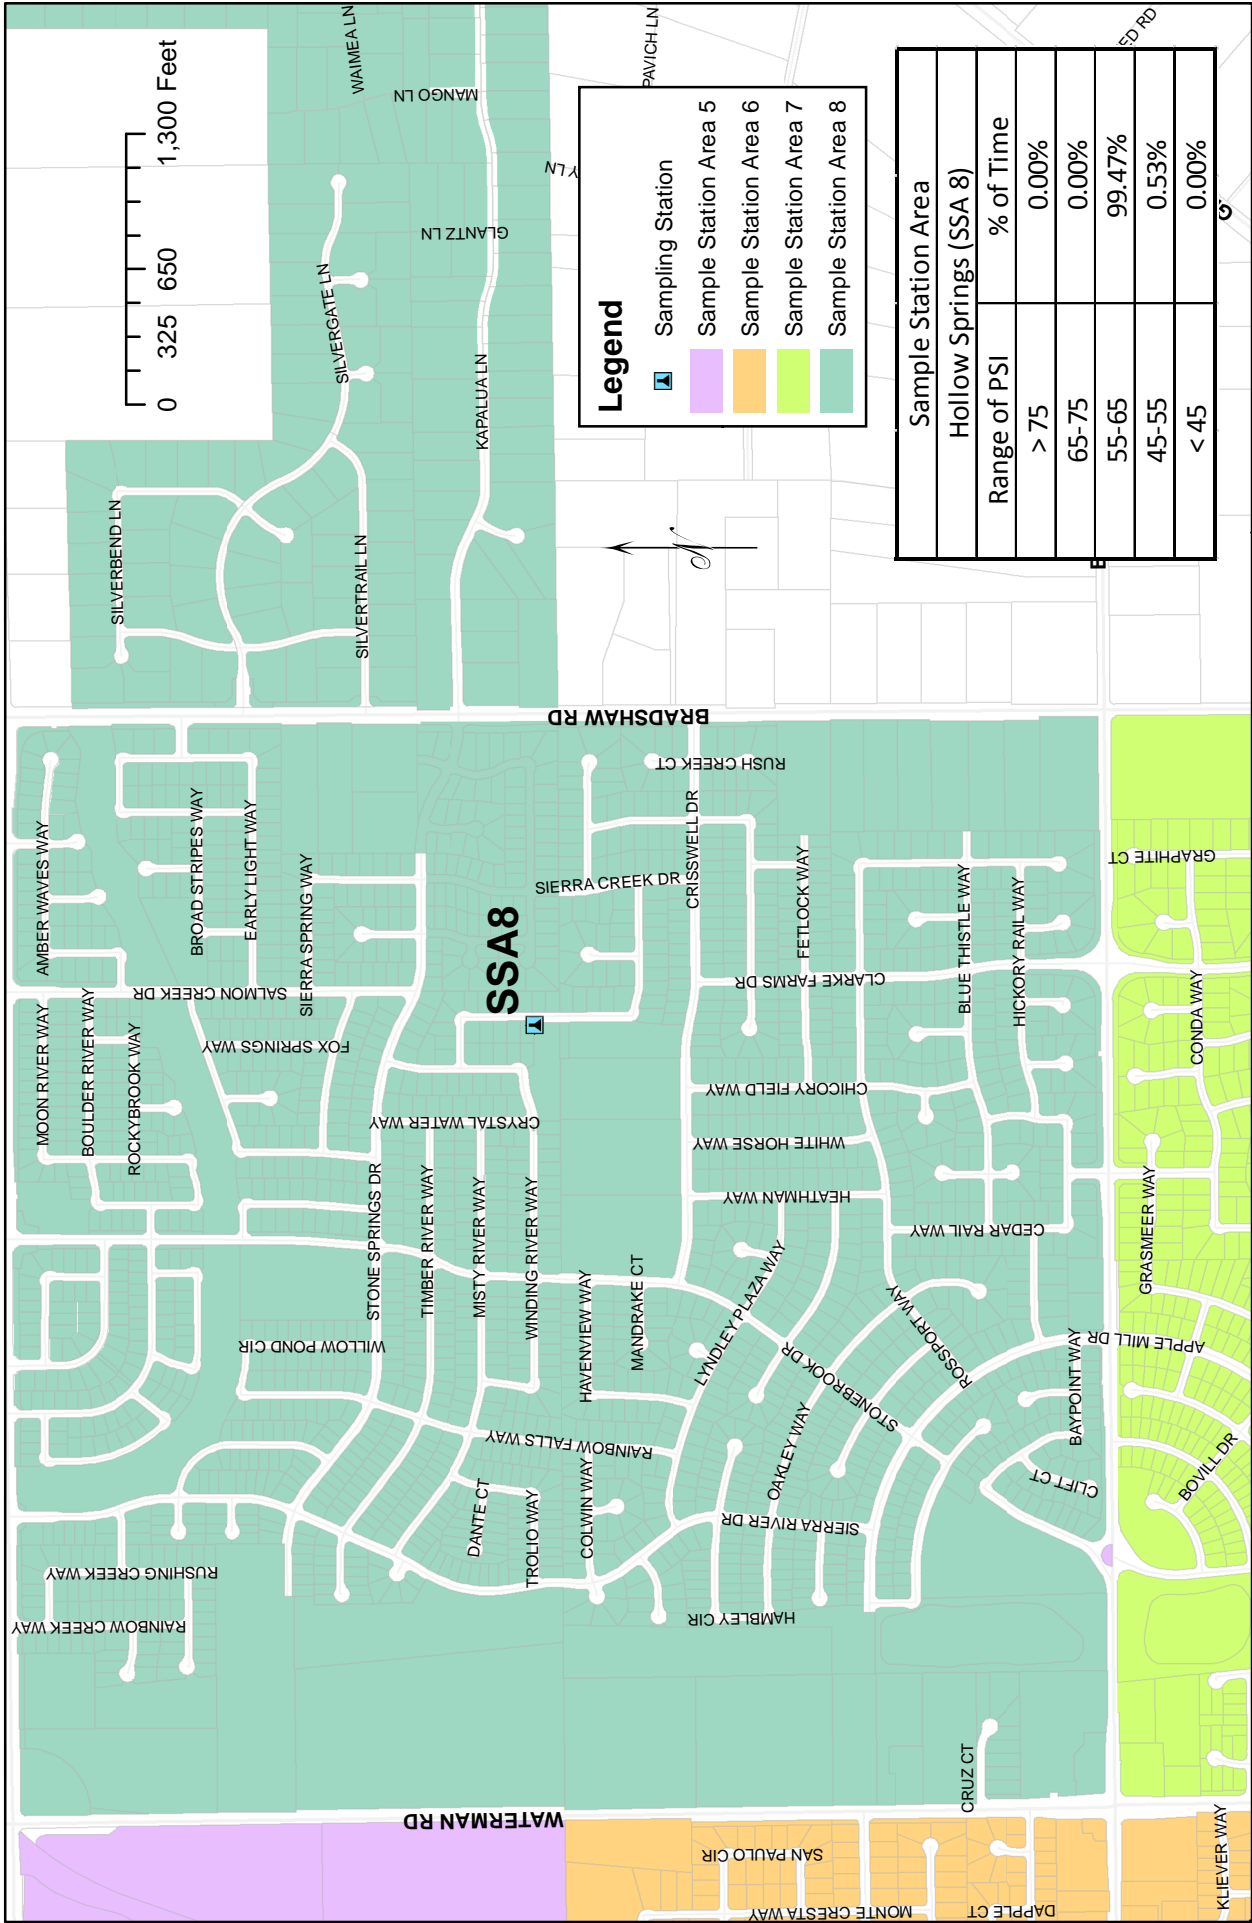 0 325 650 1,300 Feet
WAIMEA LN
MANGO LN
PAVICH LN
ED RD
Y LN
GLANTZ LN
SILVERGATE LN
KAPALUA LN
SILVERBEND LN
SILVERTRAIL LN
N
Legend
Sampling Station
Sample Station Area 5
Sample Station Area 6
Sample Station Area 7
Sample Station Area 8
Sample Station Area
Hollow Springs (SSA 8)
Range of PSI % of Time
> 75 0.00%
65-75 0.00%
55-65 99.47%
45-55 0.53%
< 45 0.00%
BRADSHAW RD
AMBER WAVES WAY
BROAD STRIPES WAY
EARLY LIGHT WAY
SIERRA SPRING WAY
SALMON CREEK DR
MOON RIVER WAY
BOULDER RIVER WAY
ROCKYBROOK WAY
FOX SPRINGS WAY
SSA8
SIERRA CREEK DR
RUSH CREEK CT
CRISSWELL DR
FETLOCK WAY
CLARKE FARMS DR
BLUE THISTLE WAY
HICKORY RAIL WAY
GRAPHITE CT
CONDA WAY
CRYSTAL WATER WAY
CHICORY FIELD WAY
WHITE HORSE WAY
HEATHMAN WAY
CEDAR RAIL WAY
GRASMEER WAY
STONE SPRINGS DR
TIMBER RIVER WAY
MISTY RIVER WAY
WINDING RIVER WAY
HAVENVIEW WAY
MANDRAKE CT
LYNDLEY PLAZA WAY
WILLOW POND CIR
STONEBROOK DR
ROSSPORT WAY
APPLE MILL DR
BAYPOINT WAY
RAINBOW FALLS WAY
OAKLEY WAY
CLIFT CT
BOVILL DR
DANTE CT
TROLIO WAY
COLWIN WAY
SIERRA RIVER DR
HAMBLEY CIR
RUSHING CREEK WAY
RAINBOW CREEK WAY
CRUZ CT
WATERMAN RD
SAN PAULO CIR
MONTE CRESTA WAY
DAPPLE CT
KLIEVER WAY